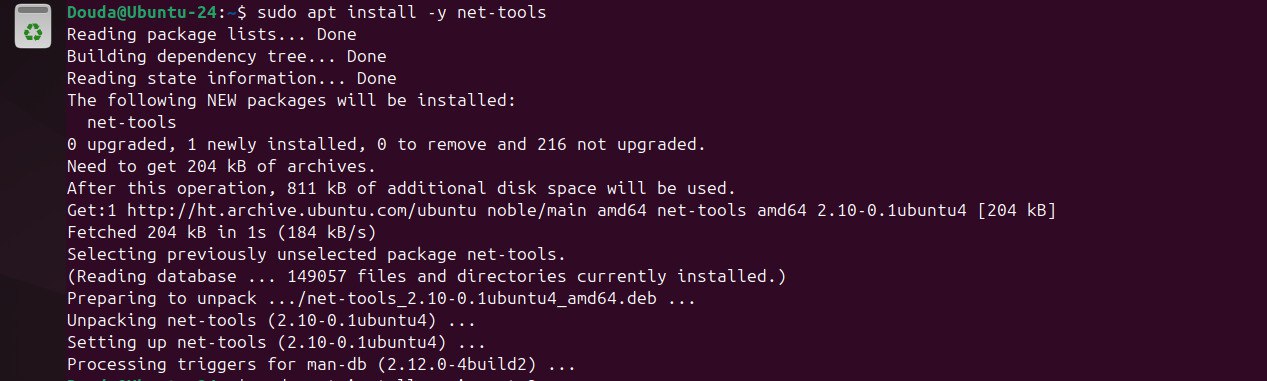 Douda@Ubuntu-24:~$ sudo apt install -y net-tools
Reading package lists... Done
Building dependency tree... Done
Reading state information... Done
The following NEW packages will be installed:
  net-tools
0 upgraded, 1 newly installed, 0 to remove and 216 not upgraded.
Need to get 204 kB of archives.
After this operation, 811 kB of additional disk space will be used.
Get:1 http://ht.archive.ubuntu.com/ubuntu noble/main amd64 net-tools amd64 2.10-0.1ubuntu4 [204 kB]
Fetched 204 kB in 1s (184 kB/s)
Selecting previously unselected package net-tools.
(Reading database ... 149057 files and directories currently installed.)
Preparing to unpack .../net-tools_2.10-0.1ubuntu4_amd64.deb ...
Unpacking net-tools (2.10-0.1ubuntu4) ...
Setting up net-tools (2.10-0.1ubuntu4) ...
Processing triggers for man-db (2.12.0-4build2) ...